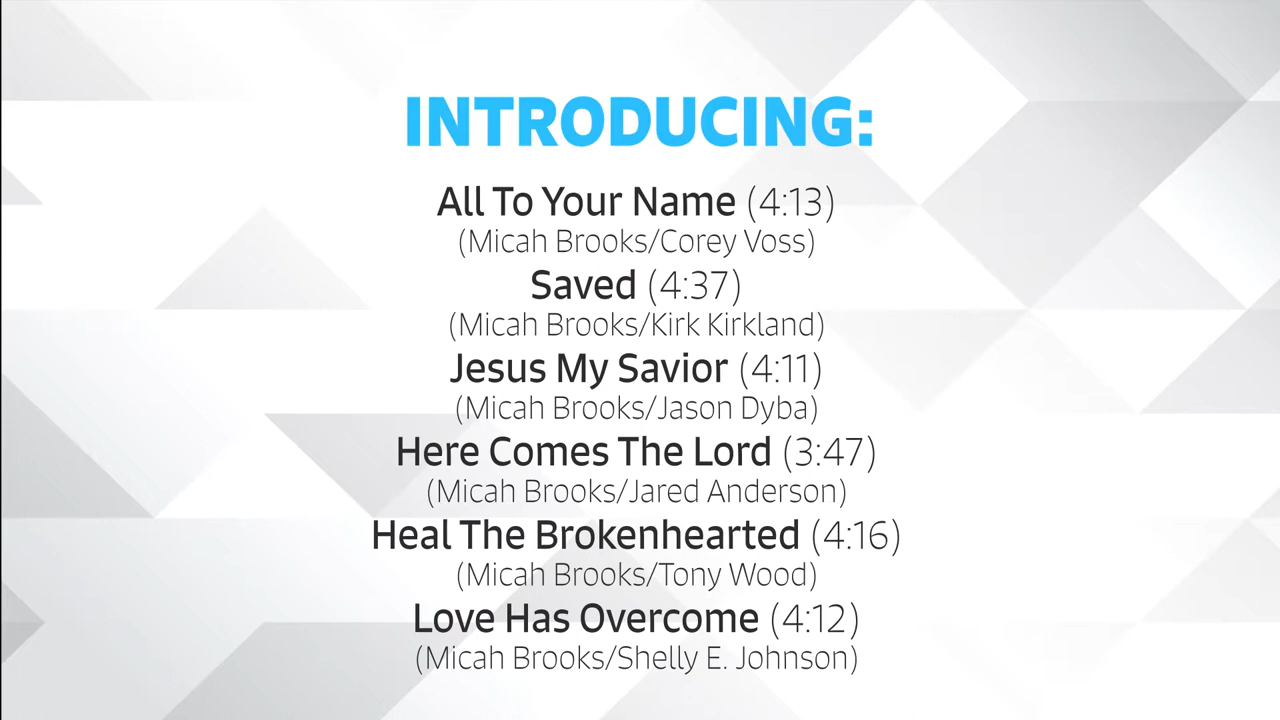 INTRODUCING:
All To Your Name (4:13)
(Micah Brooks/Corey Voss)
Saved (4:37)
(Micah Brooks/Kirk Kirkland)
Jesus My Savior (4:11)
(Micah Brooks/Jason Dyba)
Here Comes The Lord (3:47)
(Micah Brooks/Jared Anderson)
Heal The Brokenhearted (4:16)
(Micah Brooks/Tony Wood)
Love Has Overcome (4:12)
(Micah Brooks/Shelly E. Johnson)